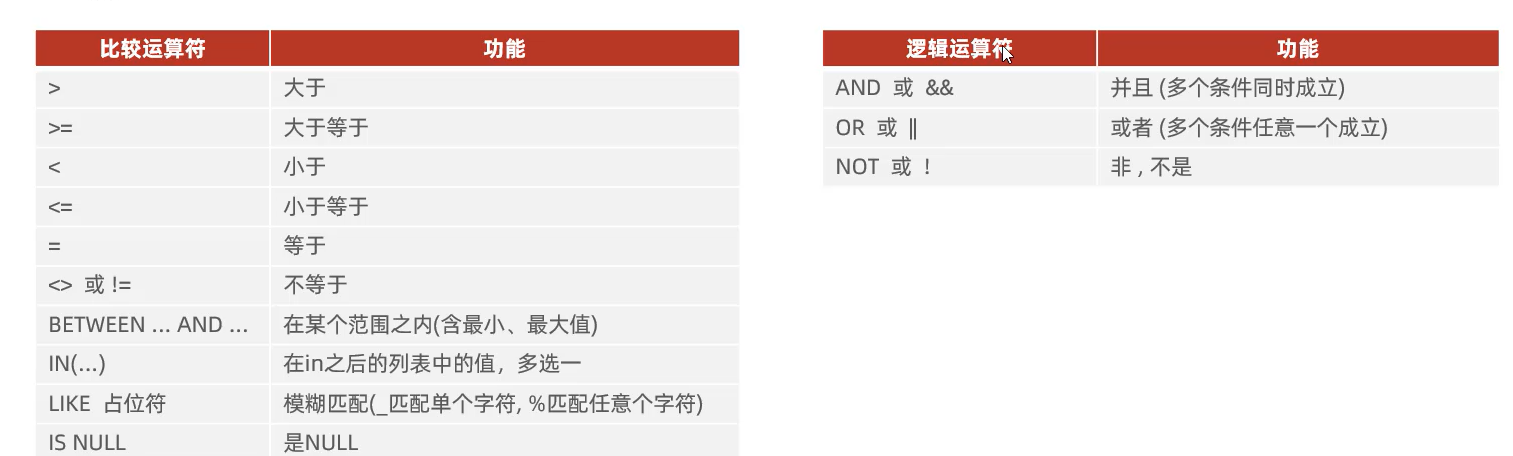 比较运算符 功能
> 大于
>= 大于等于
< 小于
<= 小于等于
= 等于
<> 或 != 不等于
BETWEEN ... AND ... 在某个范围之内(含最小、最大值)
IN(...) 在in之后的列表中的值，多选一
LIKE 占位符 模糊匹配(_匹配单个字符, %匹配任意个字符)
IS NULL 是NULL
逻辑运算符 功能
AND 或 && 并且 (多个条件同时成立)
OR 或 || 或者 (多个条件任意一个成立)
NOT 或 ! 非 , 不是